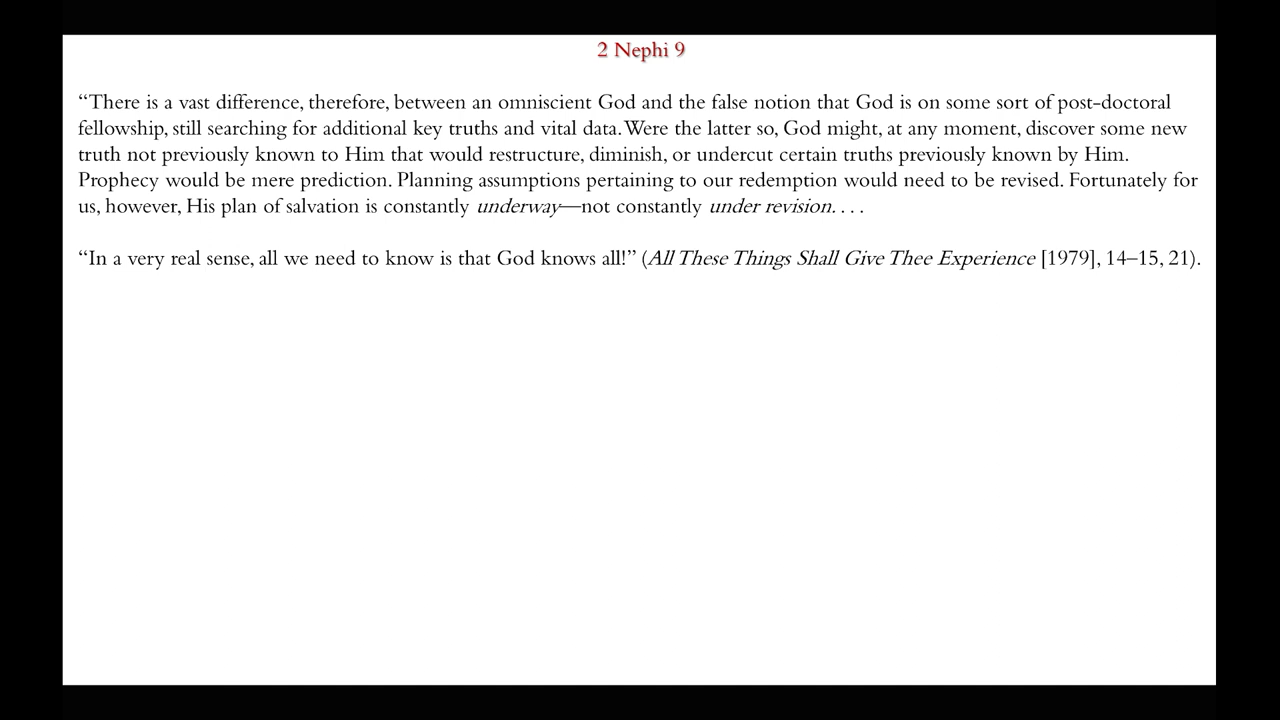 2 Nephi 9
“There is a vast difference, therefore, between an omniscient God and the false notion that God is on some sort of post-doctoral
fellowship, still searching for additional key truths and vital data. Were the latter so, God might, at any moment, discover some new
truth not previously known to Him that would restructure, diminish, or undercut certain truths previously known by Him.
Prophecy would be mere prediction. Planning assumptions pertaining to our redemption would need to be revised. Fortunately for
us, however, His plan of salvation is constantly underway—not constantly under revision. . . .
“In a very real sense, all we need to know is that God knows all!” (All These Things Shall Give Thee Experience [1979], 14–15, 21).